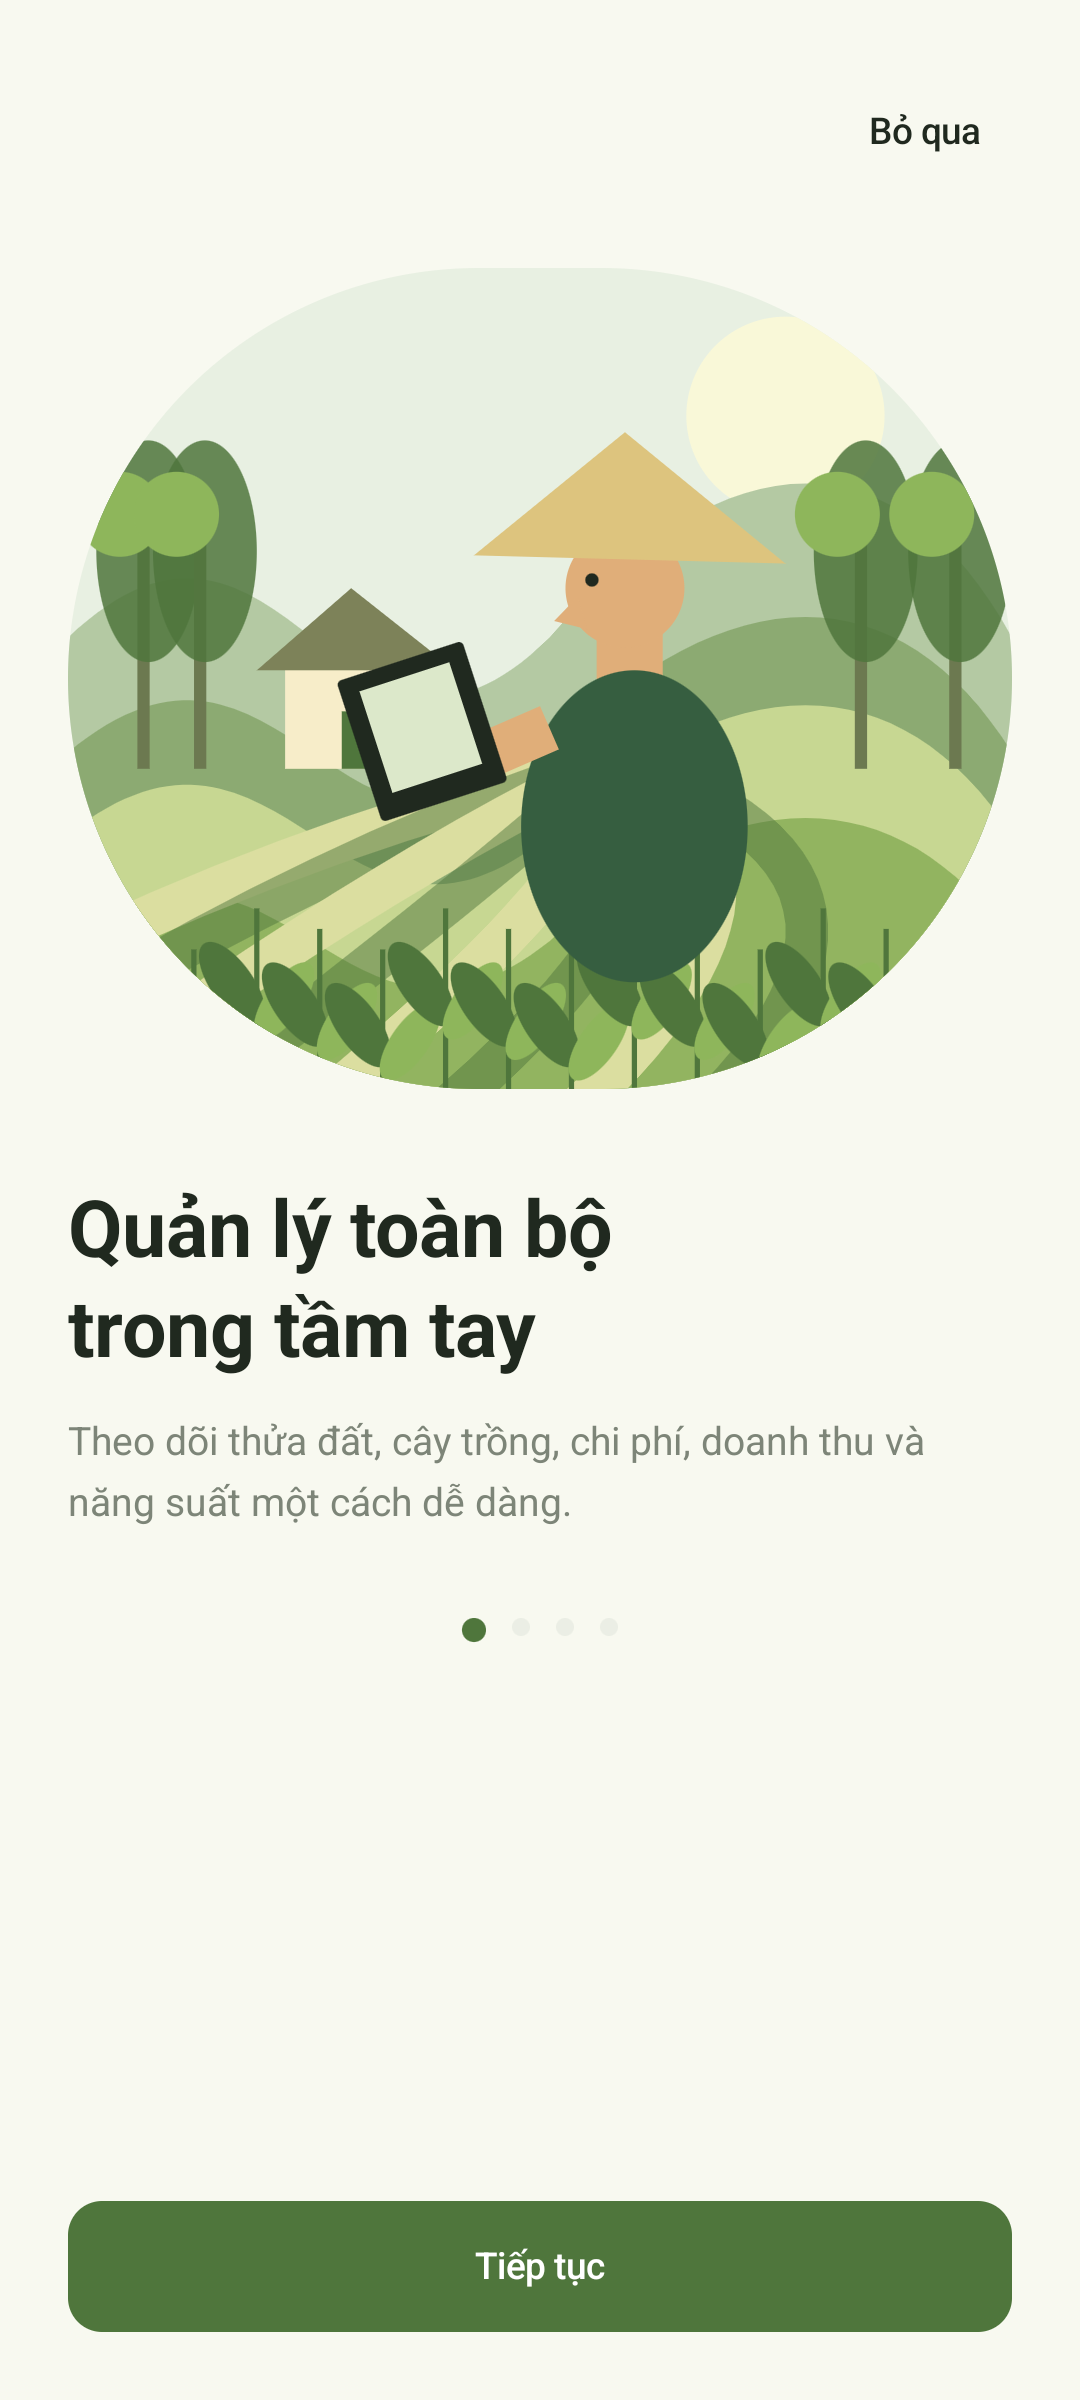 Bỏ qua
Quản lý toàn bộ
trong tầm tay
Theo dõi thửa đất, cây trồng, chi phí, doanh thu và
năng suất một cách dễ dàng.
Tiếp tục